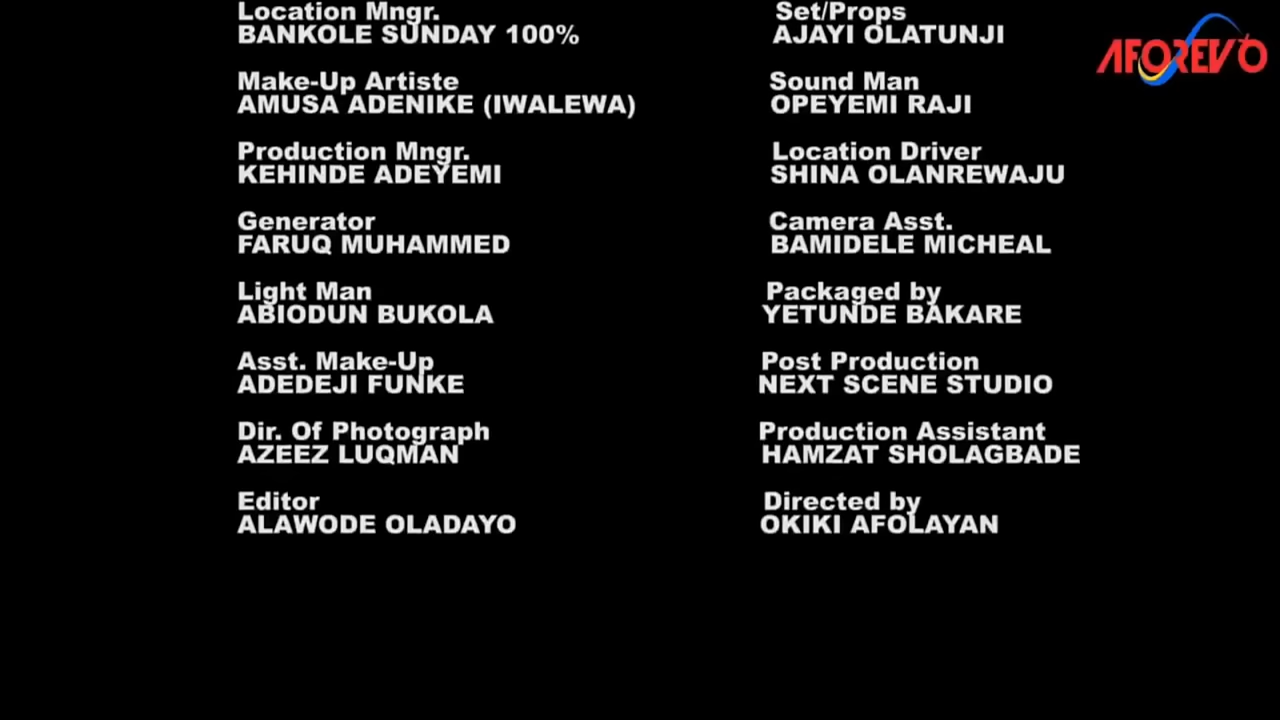 Location Mngr.
BANKOLE SUNDAY 100%
Make-Up Artiste
AMUSA ADENIKE (IWALEWA)
Production Mngr.
KEHINDE ADEYEMI
Generator
FARUQ MUHAMMED
Light Man
ABIODUN BUKOLA
Asst. Make-Up
ADEDEJI FUNKE
Dir. Of Photograph
AZEEZ LUQMAN
Editor
ALAWODE OLADAYO
Set/Props
AJAYI OLATUNJI
Sound Man
OPEYEMI RAJI
Location Driver
SHINA OLANREWAJU
Camera Asst.
BAMIDELE MICHEAL
Packaged by
YETUNDE BAKARE
Post Production
NEXT SCENE STUDIO
Production Assistant
HAMZAT SHOLAGBADE
Directed by
OKIKI AFOLAYAN
AFOREVO